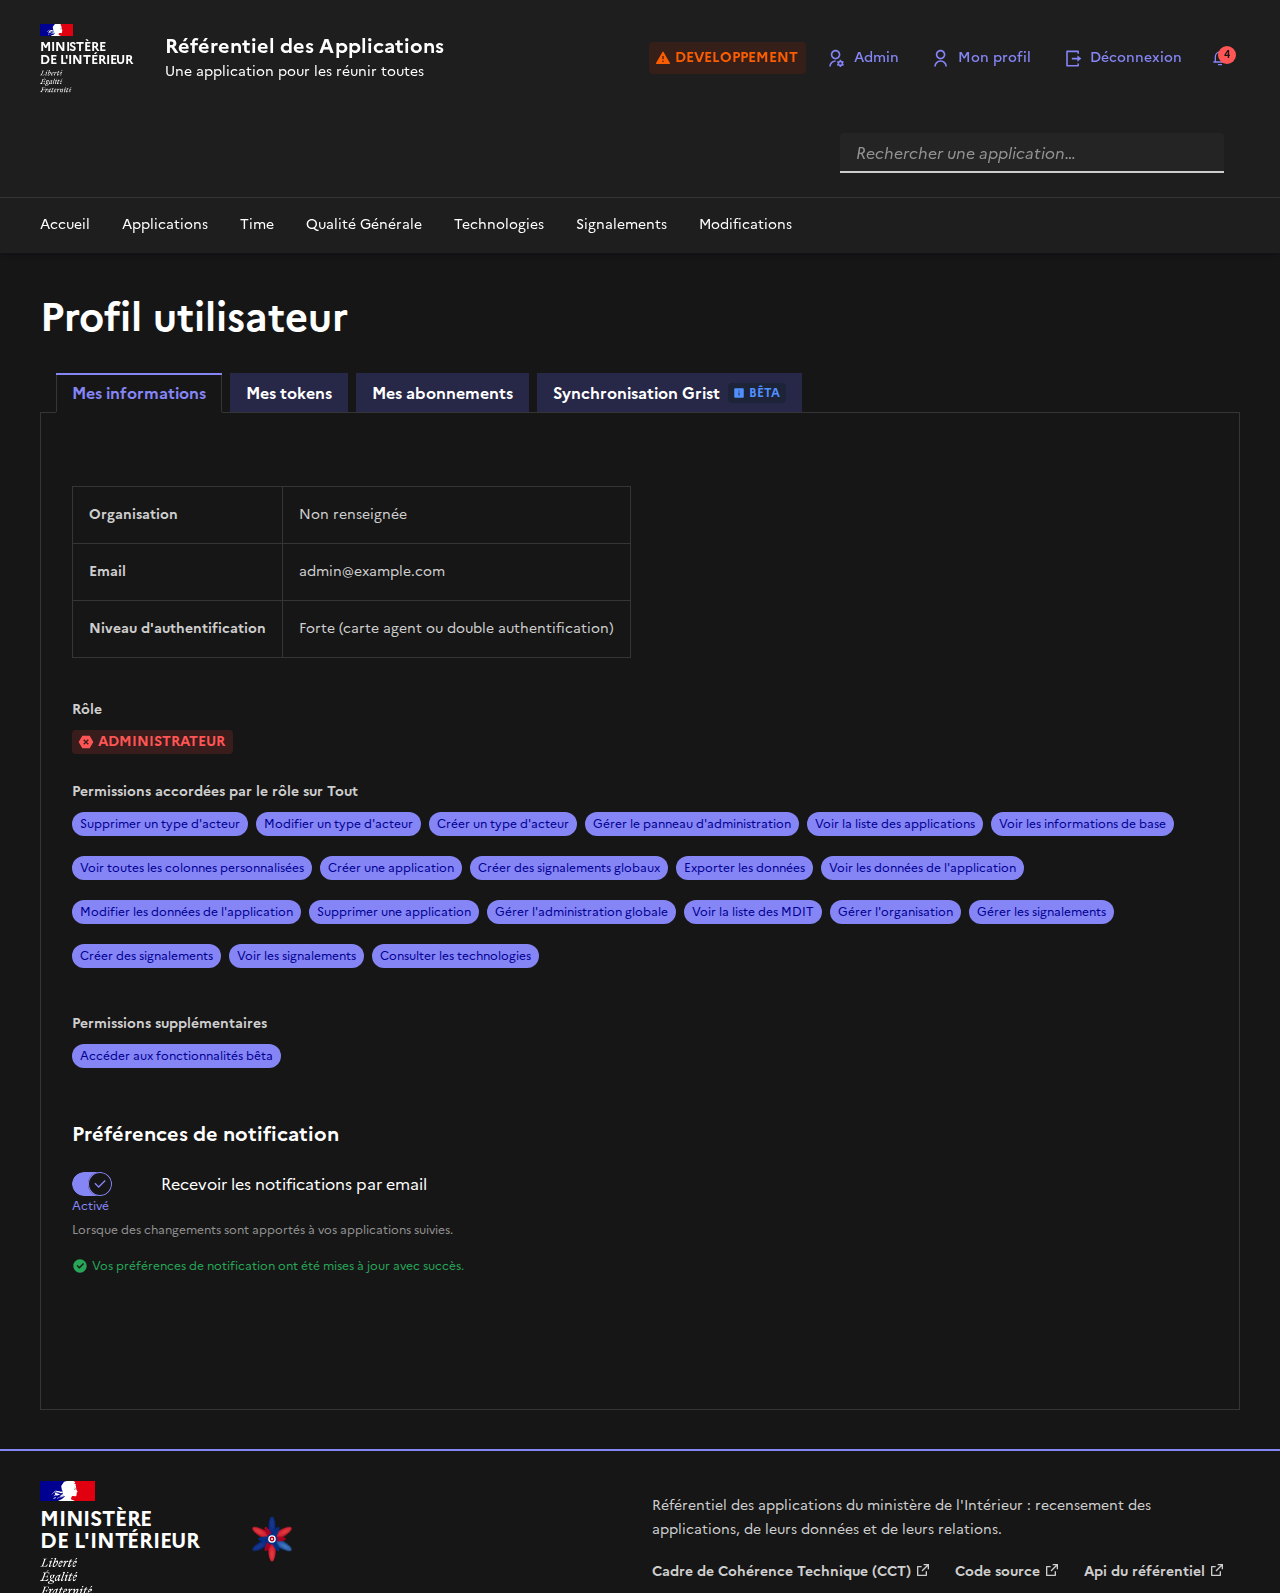 MINISTÈRE
DE L'INTÉRIEUR
Liberté
Égalité
Fraternité
Référentiel des Applications
Une application pour les réunir toutes
DEVELOPPEMENT
Admin
Mon profil
Déconnexion
4
Rechercher une application…
Accueil
Applications
Time
Qualité Générale
Technologies
Signalements
Modifications
Profil utilisateur
Mes informations
Mes tokens
Mes abonnements
Synchronisation Grist
BÊTA
Organisation
Non renseignée
Email
admin@example.com
Niveau d'authentification
Forte (carte agent ou double authentification)
Rôle
ADMINISTRATEUR
Permissions accordées par le rôle sur Tout
Supprimer un type d'acteur
Modifier un type d'acteur
Créer un type d'acteur
Gérer le panneau d'administration
Voir la liste des applications
Voir les informations de base
Voir toutes les colonnes personnalisées
Créer une application
Créer des signalements globaux
Exporter les données
Voir les données de l'application
Modifier les données de l'application
Supprimer une application
Gérer l'administration globale
Voir la liste des MDIT
Gérer l'organisation
Gérer les signalements
Créer des signalements
Voir les signalements
Consulter les technologies
Permissions supplémentaires
Accéder aux fonctionnalités bêta
Préférences de notification
Recevoir les notifications par email
Activé
Lorsque des changements sont apportés à vos applications suivies.
Vos préférences de notification ont été mises à jour avec succès.
MINISTÈRE
DE L'INTÉRIEUR
Liberté
Égalité
Fraternité
Référentiel des applications du ministère de l'Intérieur : recensement des
applications, de leurs données et de leurs relations.
Cadre de Cohérence Technique (CCT)
Code source
Api du référentiel